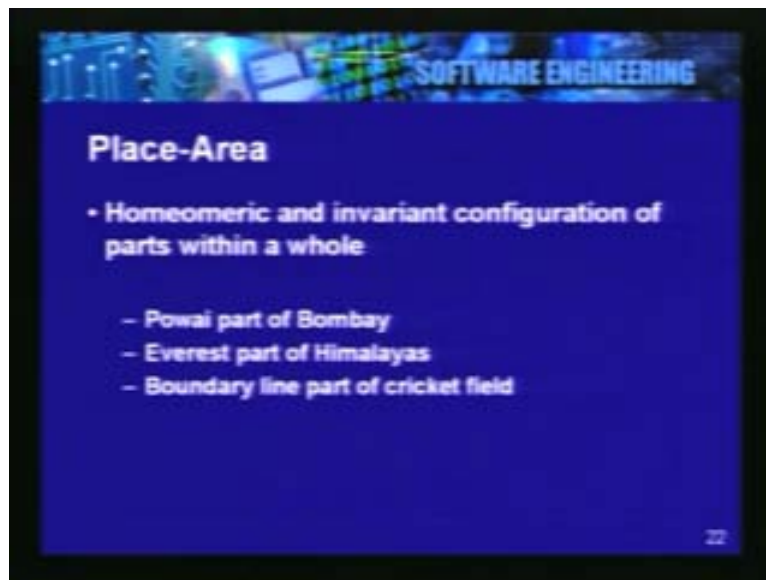 SOFTWARE ENGINEERING
Place-Area
• Homeomeric and invariant configuration of
parts within a whole
– Powai part of Bombay
– Everest part of Himalayas
– Boundary line part of cricket field
22